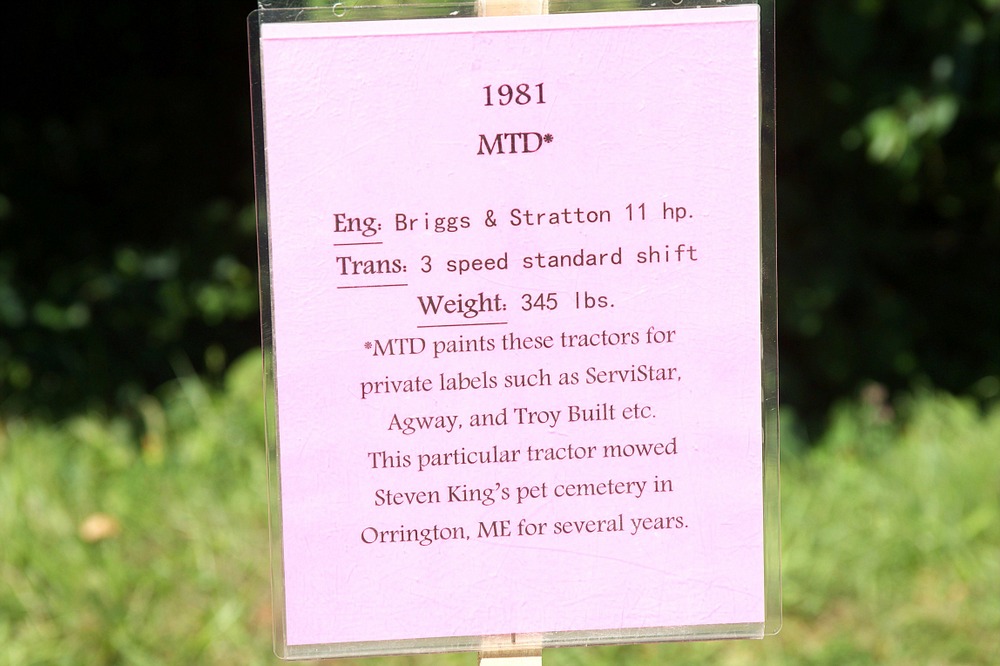 1981
MTD*
Eng: Briggs & Stratton 11 hp.
Trans: 3 speed standard shift
Weight: 345 lbs.
*MTD paints these tractors for
private labels such as ServiStar,
Agway, and Troy Built etc.
This particular tractor mowed
Steven King's pet cemetery in
Orrington, ME for several years.